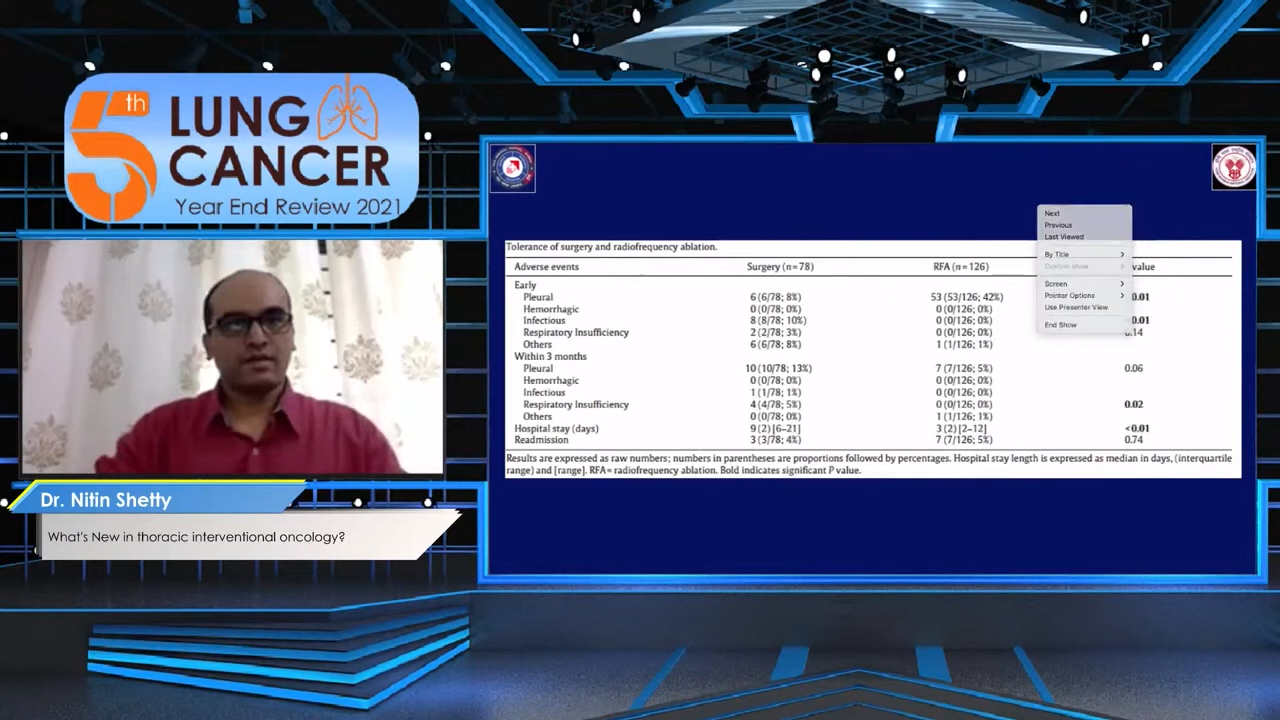 5th LUNG CANCER
Year End Review 2021
Dr. Nitin Shetty
What's New in thoracic interventional oncology?
Tolerance of surgery and radiofrequency ablation.
Adverse events Surgery (n=78) RFA (n=126) value
Early
Pleural 6 (6/78; 8%) 53 (53/126; 42%) 0.01
Hemorrhagic 0 (0/78; 0%) 0 (0/126; 0%)
Infectious 8 (8/78; 10%) 0 (0/126; 0%) 0.01
Respiratory Insufficiency 2 (2/78; 3%) 0 (0/126; 0%) 0.14
Others 6 (6/78; 8%) 1 (1/126; 1%)
Within 3 months
Pleural 10 (10/78; 13%) 7 (7/126; 5%) 0.06
Hemorrhagic 0 (0/78; 0%) 0 (0/126; 0%)
Infectious 1 (1/78; 1%) 0 (0/126; 0%)
Respiratory Insufficiency 4 (4/78; 5%) 0 (0/126; 0%) 0.02
Others 0 (0/78; 0%) 1 (1/126; 1%)
Hospital stay (days) 9 (2) [6–21] 3 (2) [2–12] <0.01
Readmission 3 (3/78; 4%) 7 (7/126; 5%) 0.74
Results are expressed as raw numbers; numbers in parentheses are proportions followed by percentages. Hospital stay length is expressed as median in days, (interquartile
range) and [range]. RFA = radiofrequency ablation. Bold indicates significant P value.
Next
Previous
Last Viewed
By Title
Custom show
Screen
Pointer Options
Use Presenter View
End Show